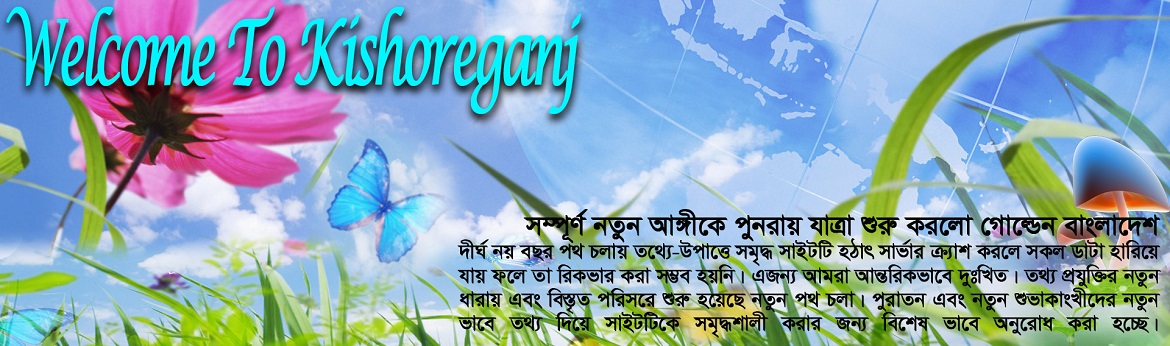 Welcome To Kishoreganj
সম্পূর্ণ নতুন আঙ্গীকে পুনরায় যাত্রা শুরু করলো গোল্ডেন বাংলাদেশ
দীর্ঘ নয় বছর পথ চলায় তথ্যে-উপাত্তে সমৃদ্ধ সাইটটি হঠাৎ সার্ভার ক্র্যাশ করলে সকল ডাটা হারিয়ে
যায় ফলে তা রিকভার করা সম্ভব হয়নি। এজন্য আমরা আন্তরিকভাবে দুঃখিত। তথ্য প্রযুক্তির নতুন
ধারায় এবং বিস্তৃত পরিসরে শুরু হয়েছে নতুন পথ চলা। পুরাতন এবং নতুন শুভাকাংখীদের নতুন
ভাবে তথ্য দিয়ে সাইটটিকে সমৃদ্ধশালী করার জন্য বিশেষ ভাবে অনুরোধ করা হচ্ছে।